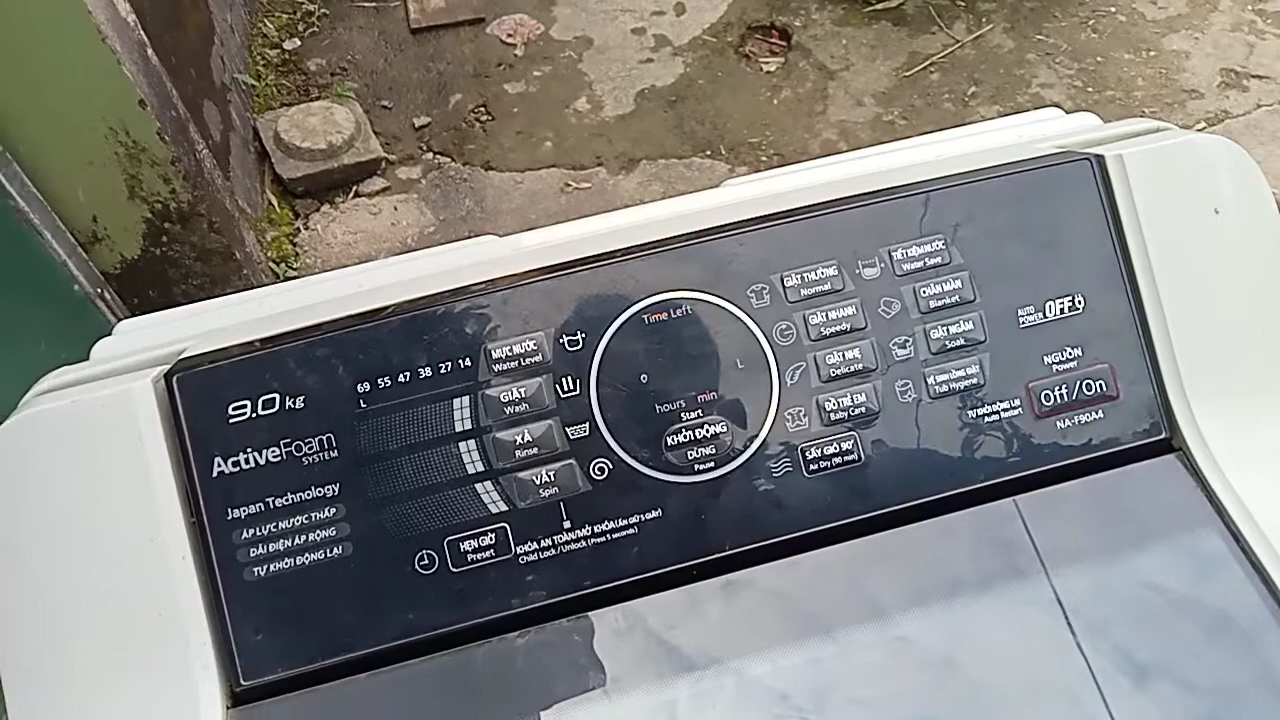 9.0 kg
ActiveFoam
SYSTEM
Japan Technology
ÁP LỰC NƯỚC THẤP
DẢI ĐIỆN ÁP RỘNG
TỰ KHỞI ĐỘNG LẠI
69 55 47 38 27 14
L
MỰC NƯỚC
Water Level
GIẶT
Wash
XẢ
Rinse
VẮT
Spin
HẸN GIỜ
Preset
KHÓA AN TOÀN/MỞ KHÓA (ẤN GIỮ 5 GIÂY)
Child Lock / Unlock (Press 5 seconds)
Time Left
L
hours min
Start
KHỞI ĐỘNG
DỪNG
Pause
GIẶT THƯỜNG
Normal
GIẶT NHANH
Speedy
GIẶT NHẸ
Delicate
ĐỒ TRẺ EM
Baby Care
SẤY GIÓ 90'
Air Dry (90 min)
TIẾT KIỆM NƯỚC
Water Save
CHĂN MÀN
Blanket
GIẶT NGÂM
Soak
VỆ SINH LỒNG GIẶT
Tub Hygiene
AUTO
POWER OFF
NGUỒN
Power
Off/On
TỰ KHỞI ĐỘNG LẠI
Auto Restart
NA-F90A4